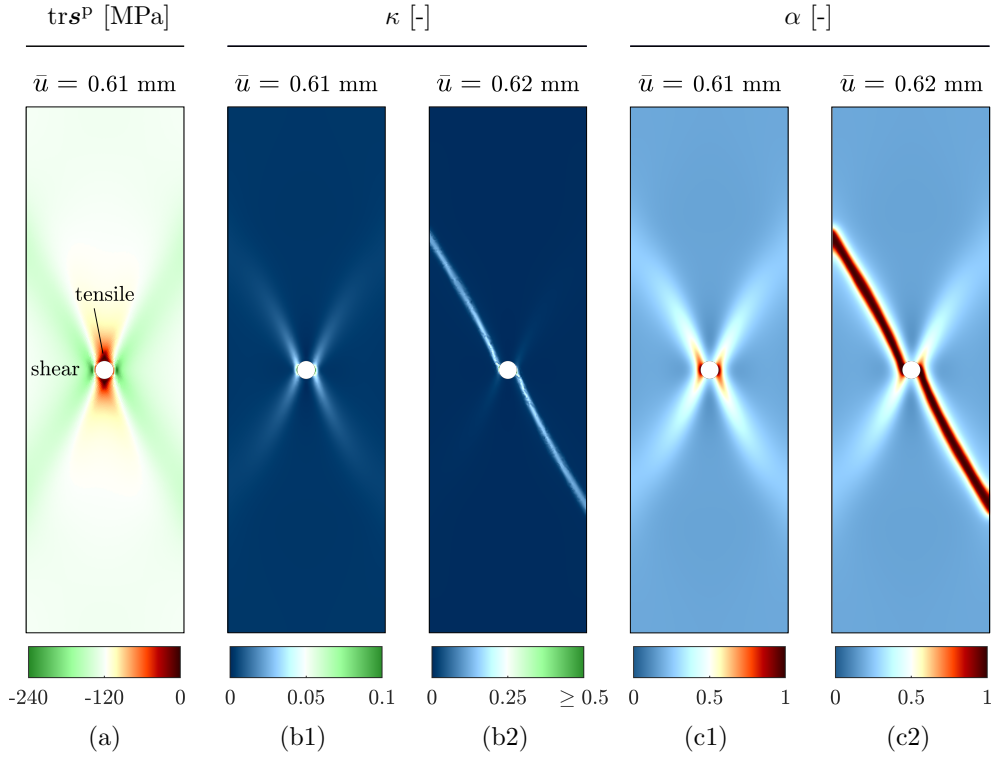 tr𝒔ᵖ [MPa] κ [-] α [-]
ū = 0.61 mm ū = 0.61 mm ū = 0.62 mm ū = 0.61 mm ū = 0.62 mm
tensile
shear
-240 -120 0 0 0.05 0.1 0 0.25 ≥ 0.5 0 0.5 1 0 0.5 1
(a) (b1) (b2) (c1) (c2)